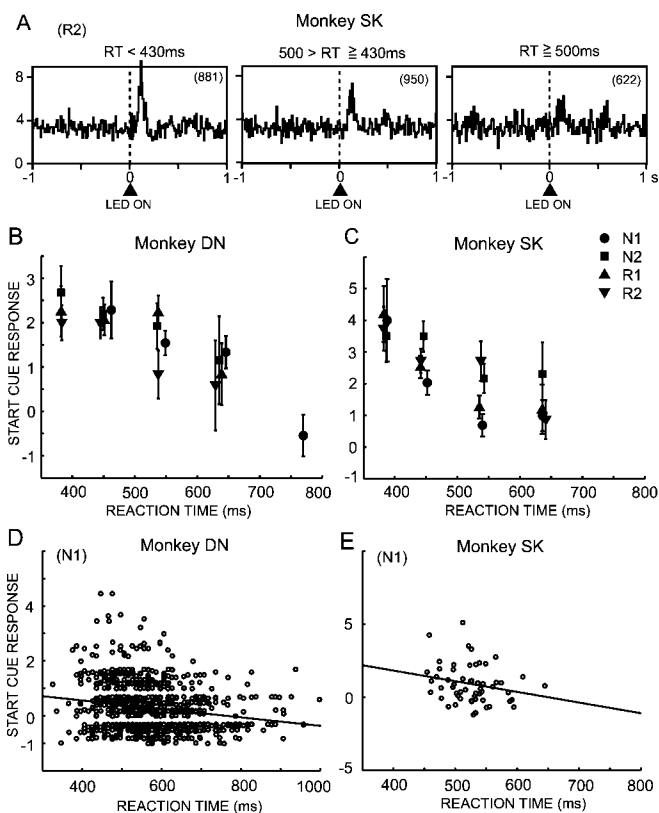 A
(R2)
Monkey SK
RT < 430ms
500 > RT ≧ 430ms
RT ≧ 500ms
8
4
0
(881)
(950)
(622)
-1
0
1
-1
0
1
-1
0
1 s
LED ON
LED ON
LED ON
B
Monkey DN
START CUE RESPONSE
3
2
1
0
-1
400
500
600
700
800
REACTION TIME (ms)
C
Monkey SK
N1
N2
R1
R2
6
5
4
3
2
1
0
-1
400
500
600
700
800
REACTION TIME (ms)
D
(N1)
Monkey DN
START CUE RESPONSE
4
2
0
-1
400
600
800
1000
REACTION TIME (ms)
E
(N1)
Monkey SK
5
0
-5
400
500
600
700
800
REACTION TIME (ms)